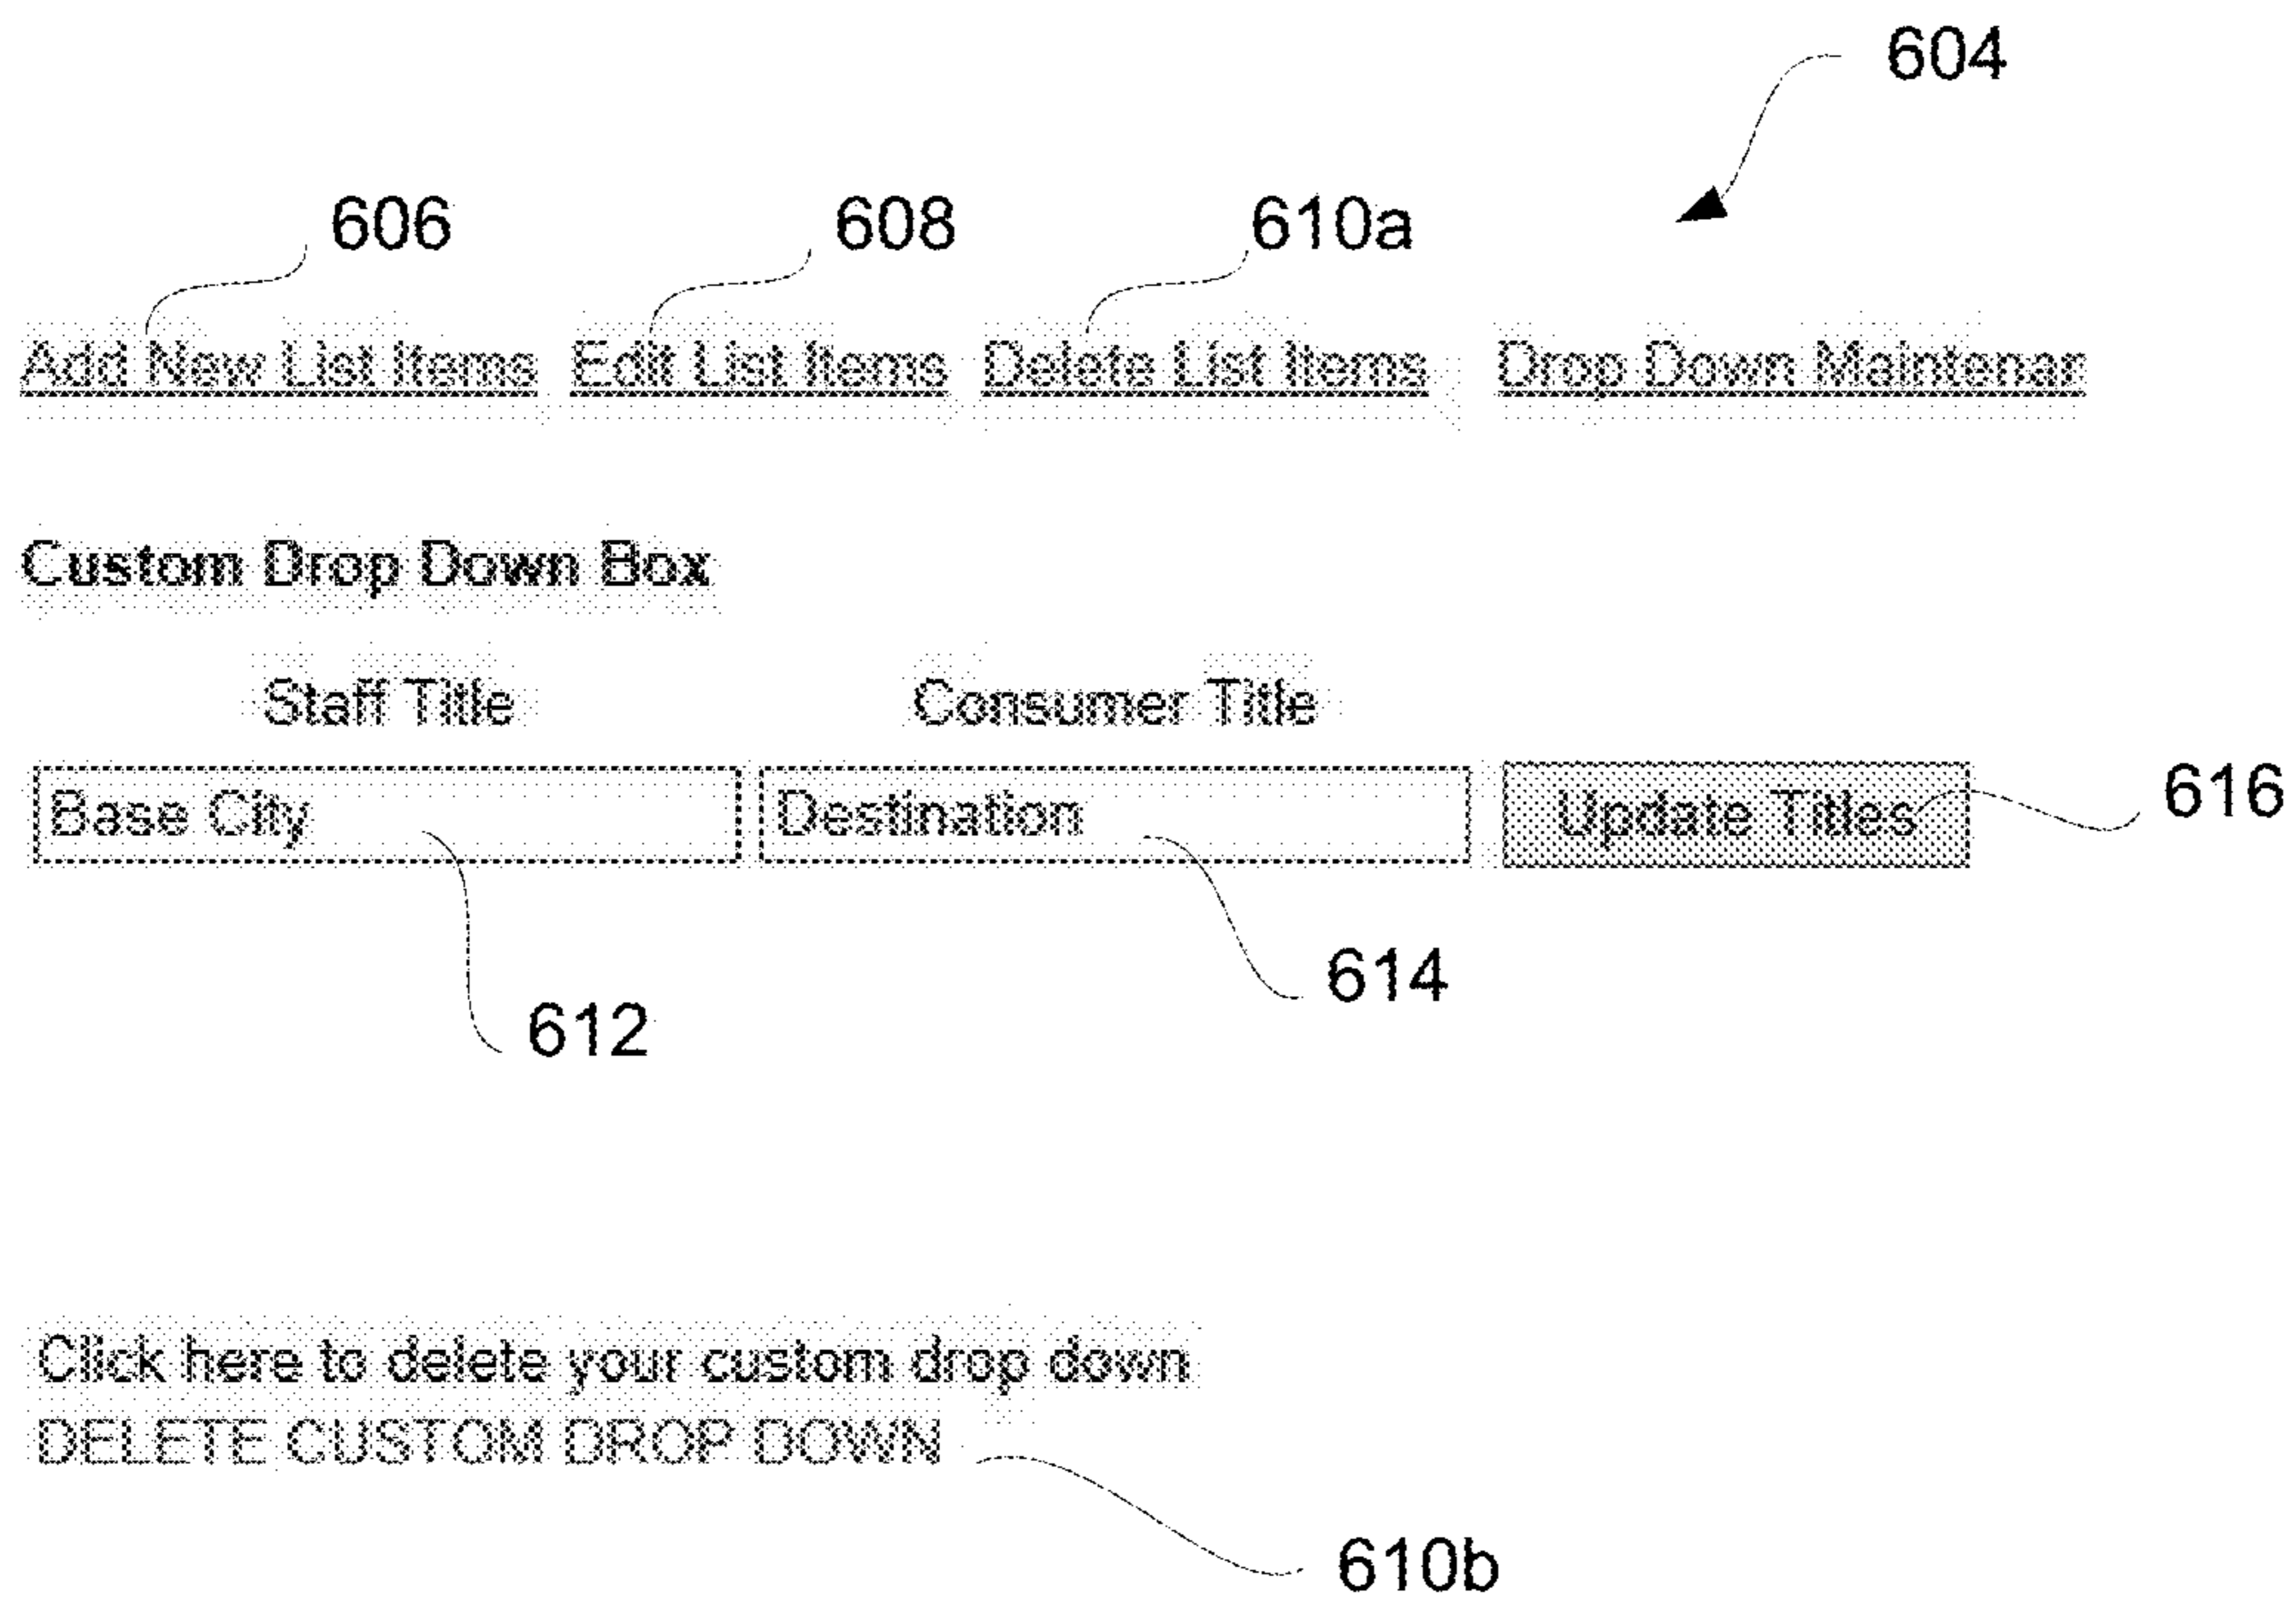 604
606 608 610a
Add New List Items Edit List Items Delete List Items Drop Down Maintenar
Custom Drop Down Box
Staff Title Consumer Title
Base City Destination Update Titles 616
614
612
Click here to delete your custom drop down
DELETE CUSTOM DROP DOWN
610b